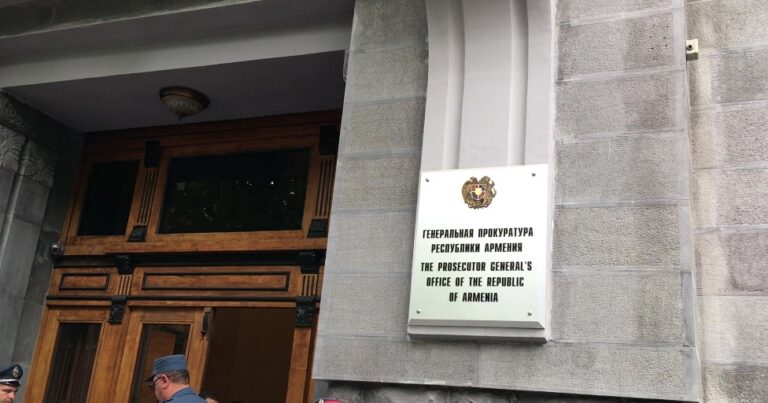 ГЕНЕРАЛЬНАЯ ПРОКУРАТУРА
РЕСПУБЛИКИ АРМЕНИЯ
THE PROSECUTOR GENERAL'S
OFFICE OF THE REPUBLIC
OF ARMENIA